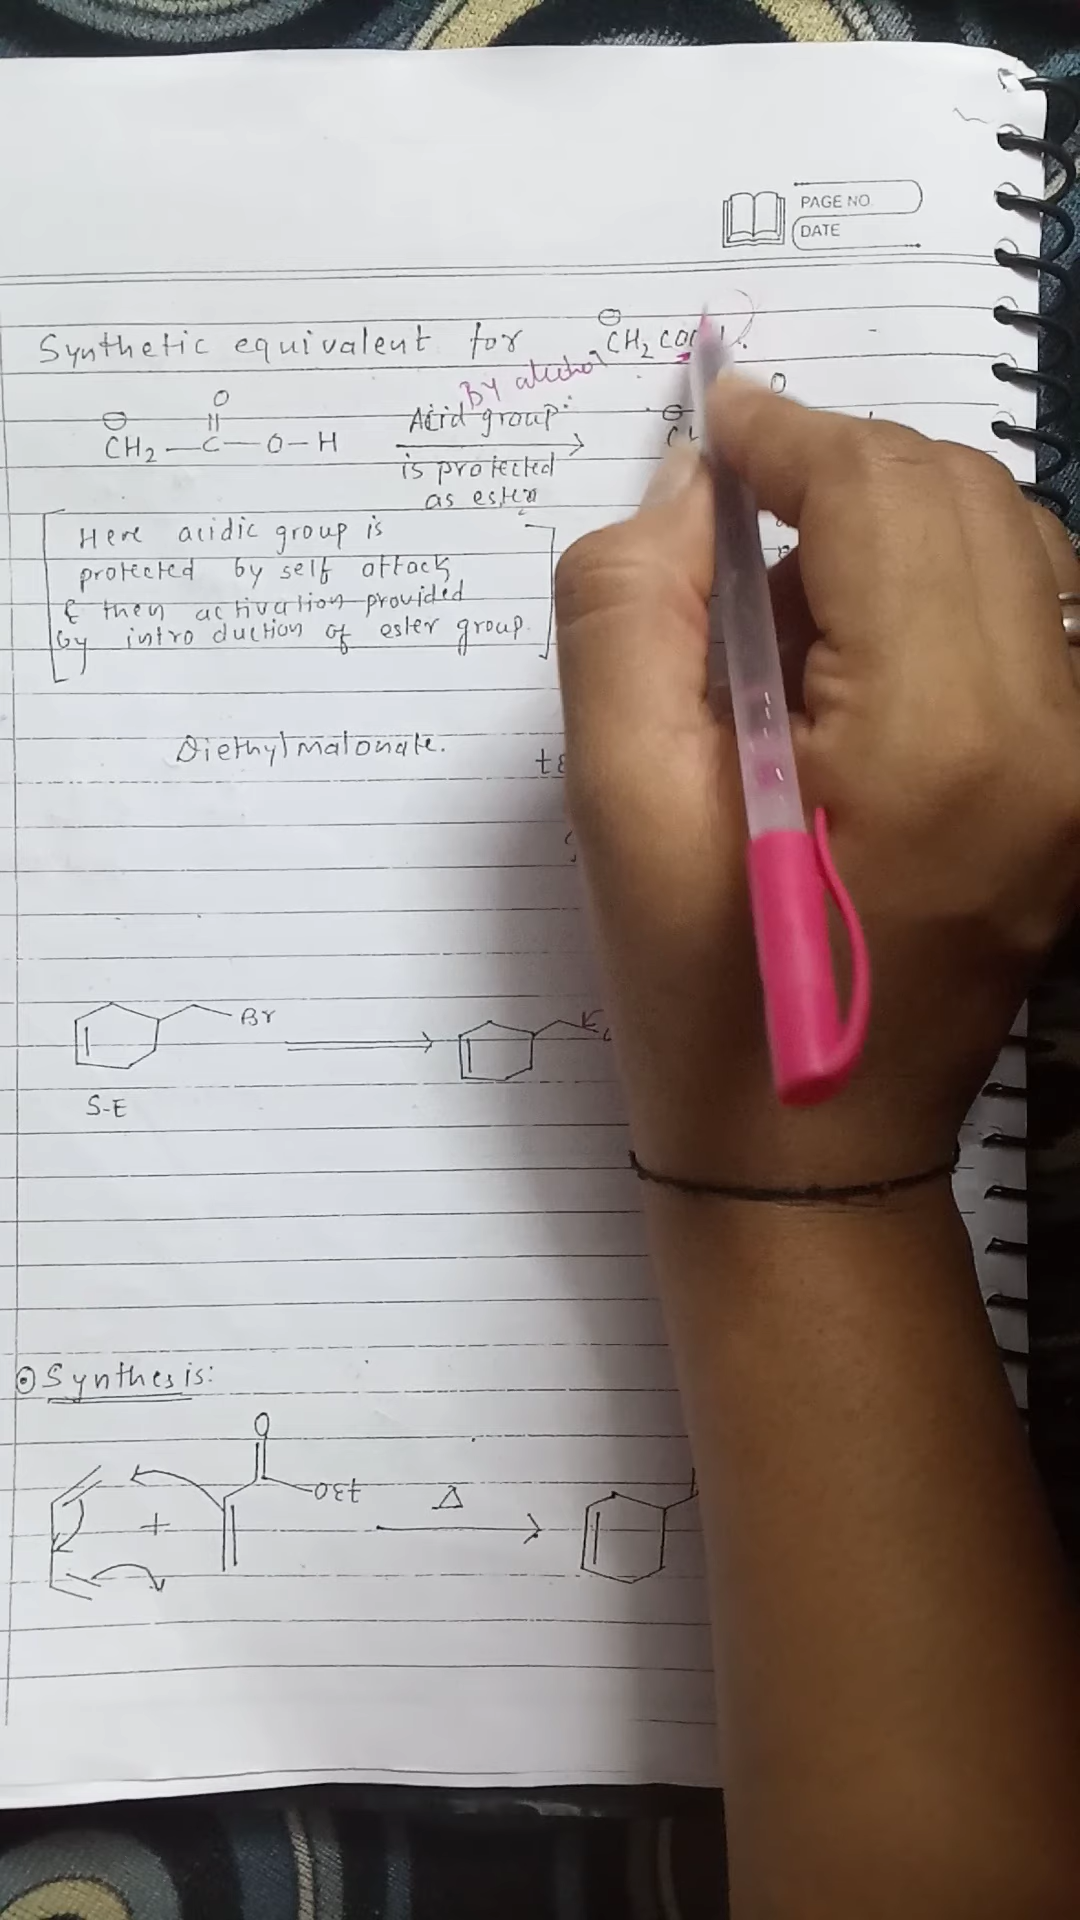 PAGE NO.
DATE
Synthetic equivalent for ⊖CH2 CO
By alcohol
⊖CH2—C(=O)—O—H
Acid group
is protected
as ester
⊖
O
Here acidic group is
protected by self attack
& then activation provided
by introduction of ester group.
Diethylmalonate.
Br
S-E
⊙ Synthesis:
O
OEt
+
Δ